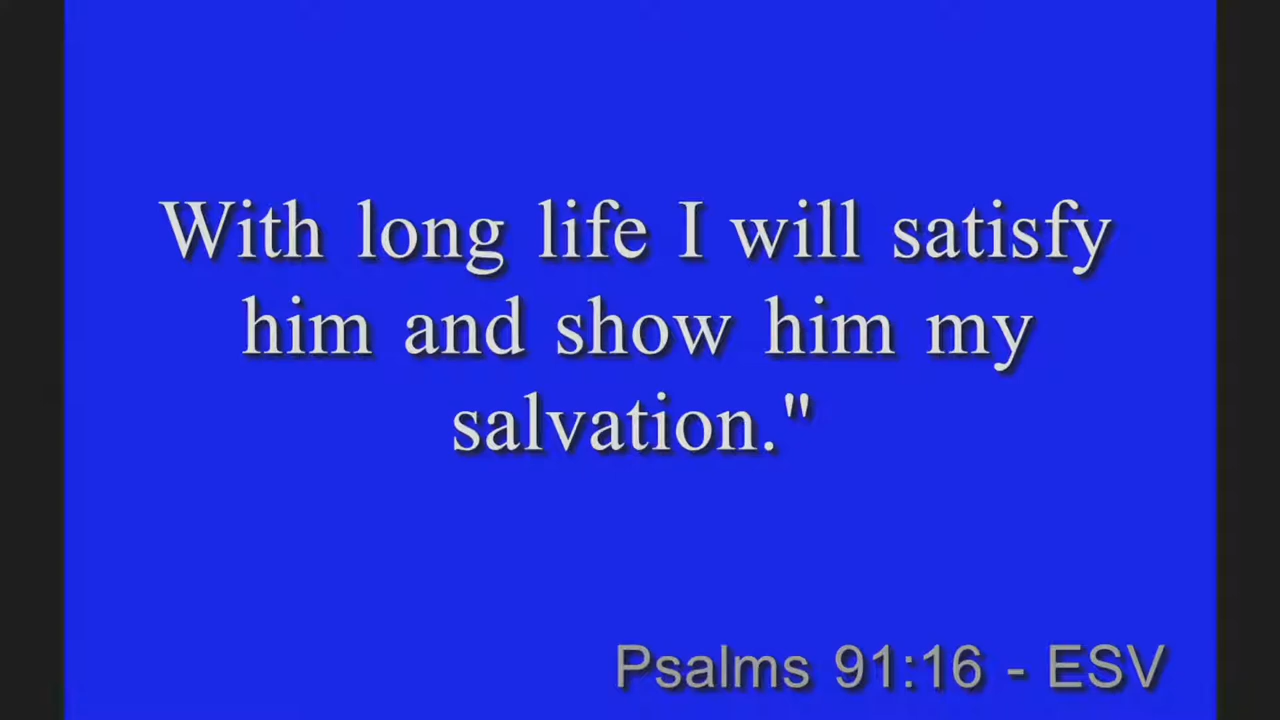 With long life I will satisfy
him and show him my
salvation."
Psalms 91:16 - ESV